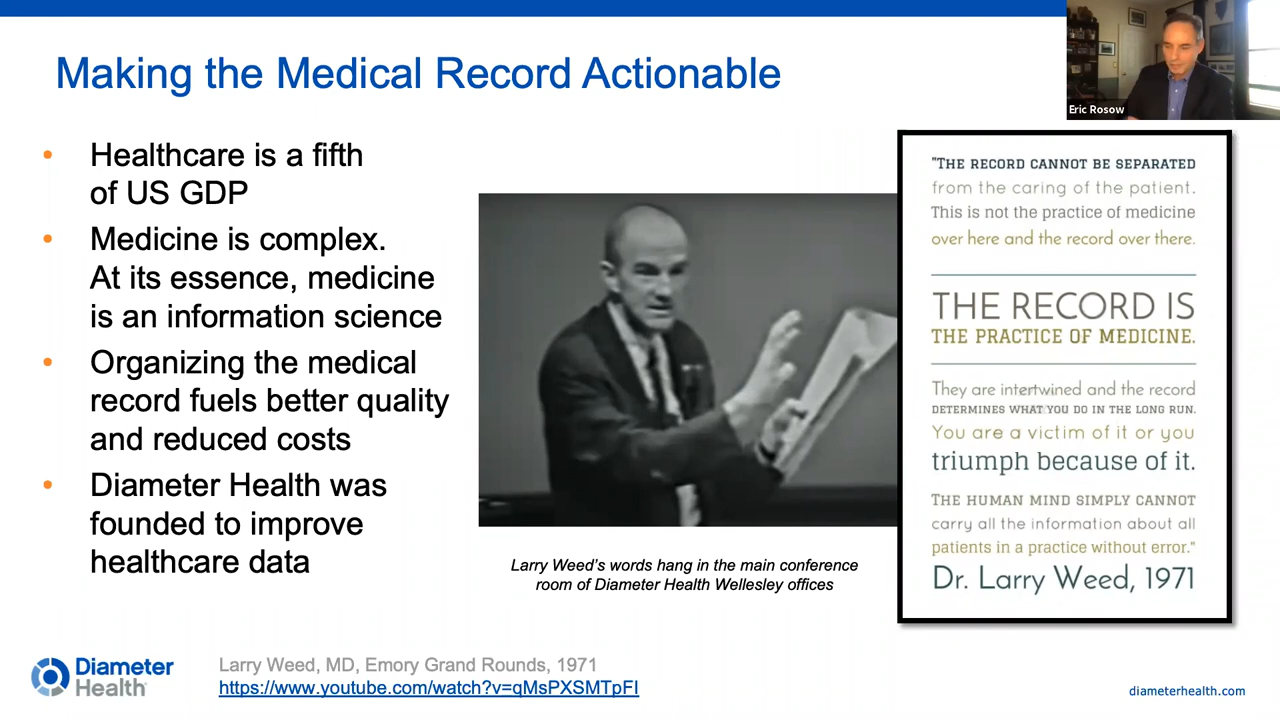 Making the Medical Record Actionable
Eric Rosow
• Healthcare is a fifth
of US GDP
• Medicine is complex.
At its essence, medicine
is an information science
• Organizing the medical
record fuels better quality
and reduced costs
• Diameter Health was
founded to improve
healthcare data
Larry Weed's words hang in the main conference
room of Diameter Health Wellesley offices
"THE RECORD CANNOT BE SEPARATED
from the caring of the patient.
This is not the practice of medicine
over here and the record over there.
THE RECORD IS
THE PRACTICE OF MEDICINE.
They are intertwined and the record
DETERMINES WHAT YOU DO IN THE LONG RUN.
You are a victim of it or you
triumph because of it.
THE HUMAN MIND SIMPLY CANNOT
carry all the information about all
patients in a practice without error."
Dr. Larry Weed, 1971
Diameter
Health
Larry Weed, MD, Emory Grand Rounds, 1971
https://www.youtube.com/watch?v=qMsPXSMTpFI
diameterhealth.com